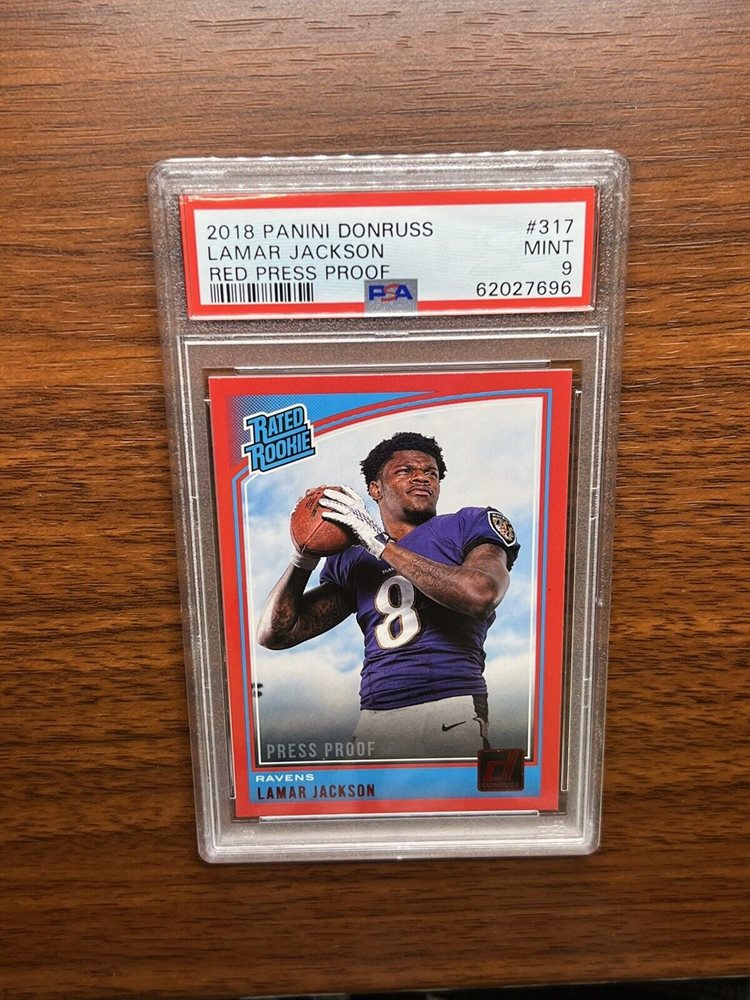 2018 PANINI DONRUSS #317
LAMAR JACKSON MINT
RED PRESS PROOF 9
PSA 62027696
RATED
ROOKIE
8
PRESS PROOF
RAVENS
LAMAR JACKSON